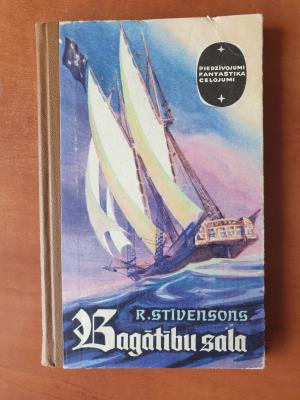 PIEDZĪVOJUMI
FANTASTIKA
CEĻOJUMI
R.STĪVENSONS
Bagātību sala